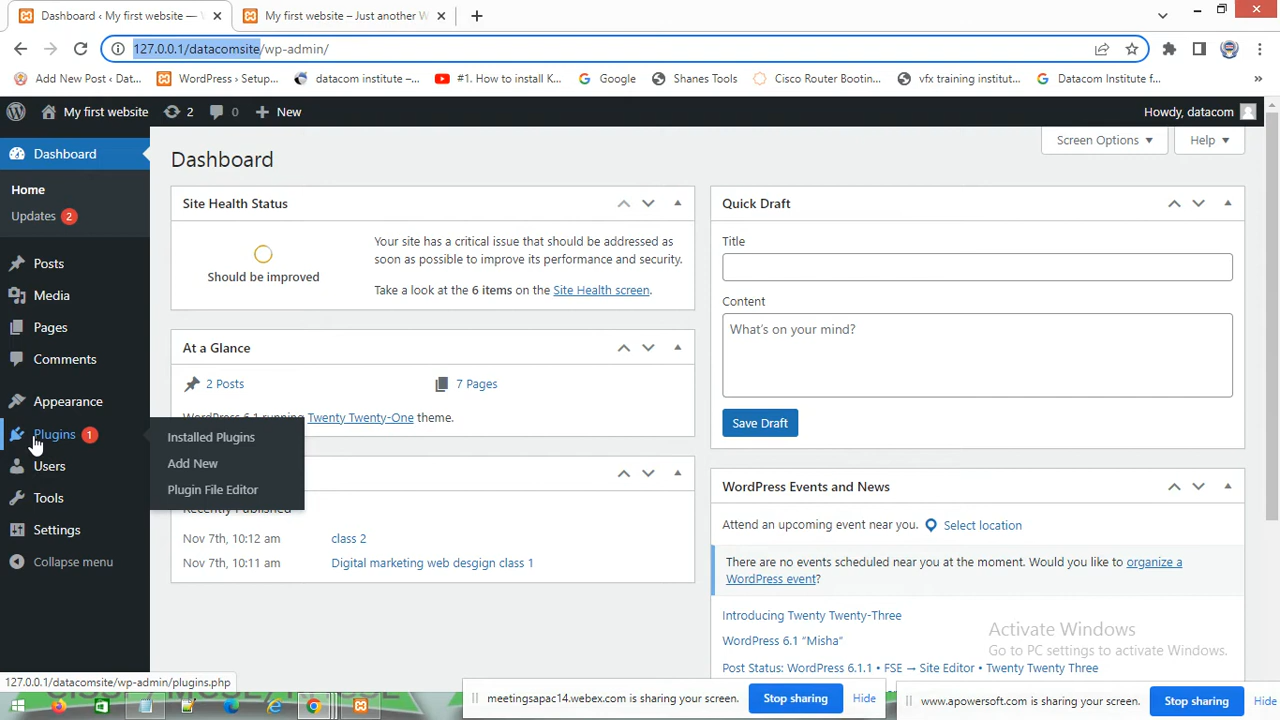 Dashboard ‹ My first website —
My first website – Just another W
127.0.0.1/datacomsite/wp-admin/
Add New Post ‹ Dat...
WordPress › Setup...
datacom institute –...
#1. How to install K...
Google
Shanes Tools
Cisco Router Bootin...
vfx training institut...
Datacom Institute f...
»
My first website
2
0
New
Howdy, datacom
Dashboard
Home
Updates 2
Posts
Media
Pages
Comments
Appearance
Plugins 1
Users
Tools
Settings
Collapse menu
Installed Plugins
Add New
Plugin File Editor
Dashboard
Screen Options
Help
Site Health Status
Should be improved
Your site has a critical issue that should be addressed as
soon as possible to improve its performance and security.
Take a look at the 6 items on the Site Health screen.
At a Glance
2 Posts
7 Pages
WordPress 6.1 running Twenty Twenty-One theme.
Recently Published
Nov 7th, 10:12 am
class 2
Nov 7th, 10:11 am
Digital marketing web desgign class 1
Quick Draft
Title
Content
What's on your mind?
Save Draft
WordPress Events and News
Attend an upcoming event near you.
Select location
There are no events scheduled near you at the moment. Would you like to organize a
WordPress event?
Introducing Twenty Twenty-Three
WordPress 6.1 “Misha”
Post Status: WordPress 6.1.1 • FSE → Site Editor • Twenty Twenty Three
Activate Windows
Go to PC settings to activate Windows.
127.0.0.1/datacomsite/wp-admin/plugins.php
meetingsapac14.webex.com is sharing your screen.
Stop sharing
Hide
www.apowersoft.com is sharing your screen.
Stop sharing
Hide